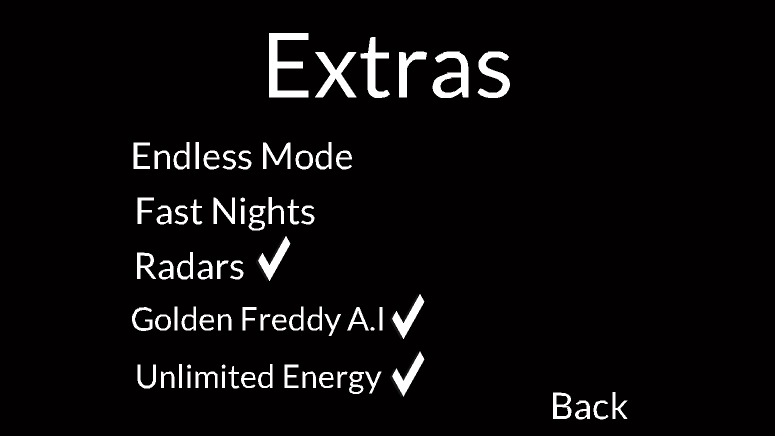 Extras
Endless Mode
Fast Nights
Radars
Golden Freddy A.I
Unlimited Energy
Back